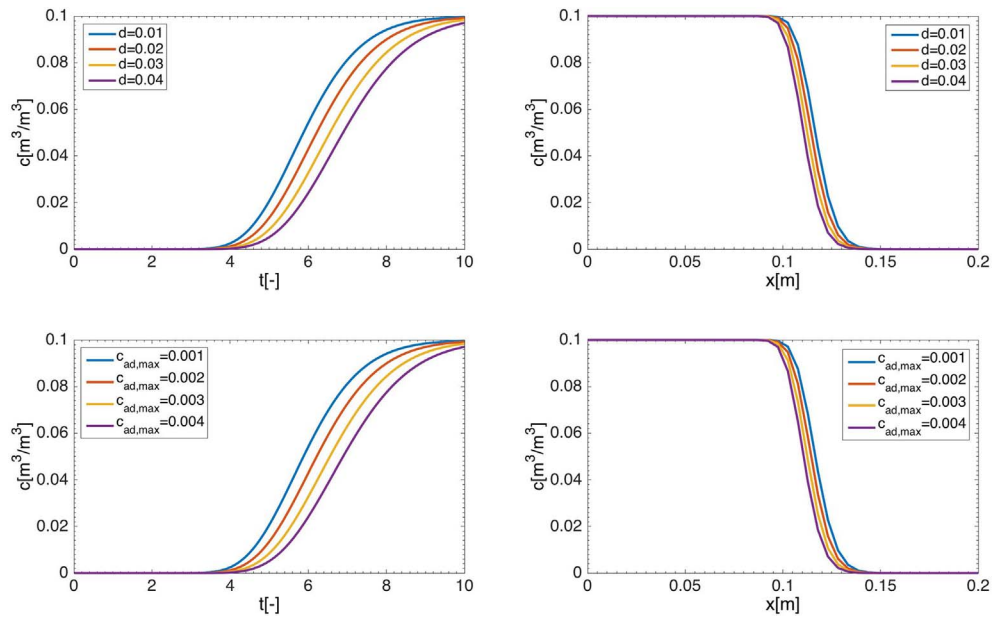 0.1
0.08
0.06
0.04
0.02
0
c[m³/m³]
d=0.01
d=0.02
d=0.03
d=0.04
0 2 4 6 8 10
t[-]
0.1
0.08
0.06
0.04
0.02
0
c[m³/m³]
d=0.01
d=0.02
d=0.03
d=0.04
0 0.05 0.1 0.15 0.2
x[m]
0.1
0.08
0.06
0.04
0.02
0
c[m³/m³]
c_ad,max=0.001
c_ad,max=0.002
c_ad,max=0.003
c_ad,max=0.004
0 2 4 6 8 10
t[-]
0.1
0.08
0.06
0.04
0.02
0
c[m³/m³]
c_ad,max=0.001
c_ad,max=0.002
c_ad,max=0.003
c_ad,max=0.004
0 0.05 0.1 0.15 0.2
x[m]